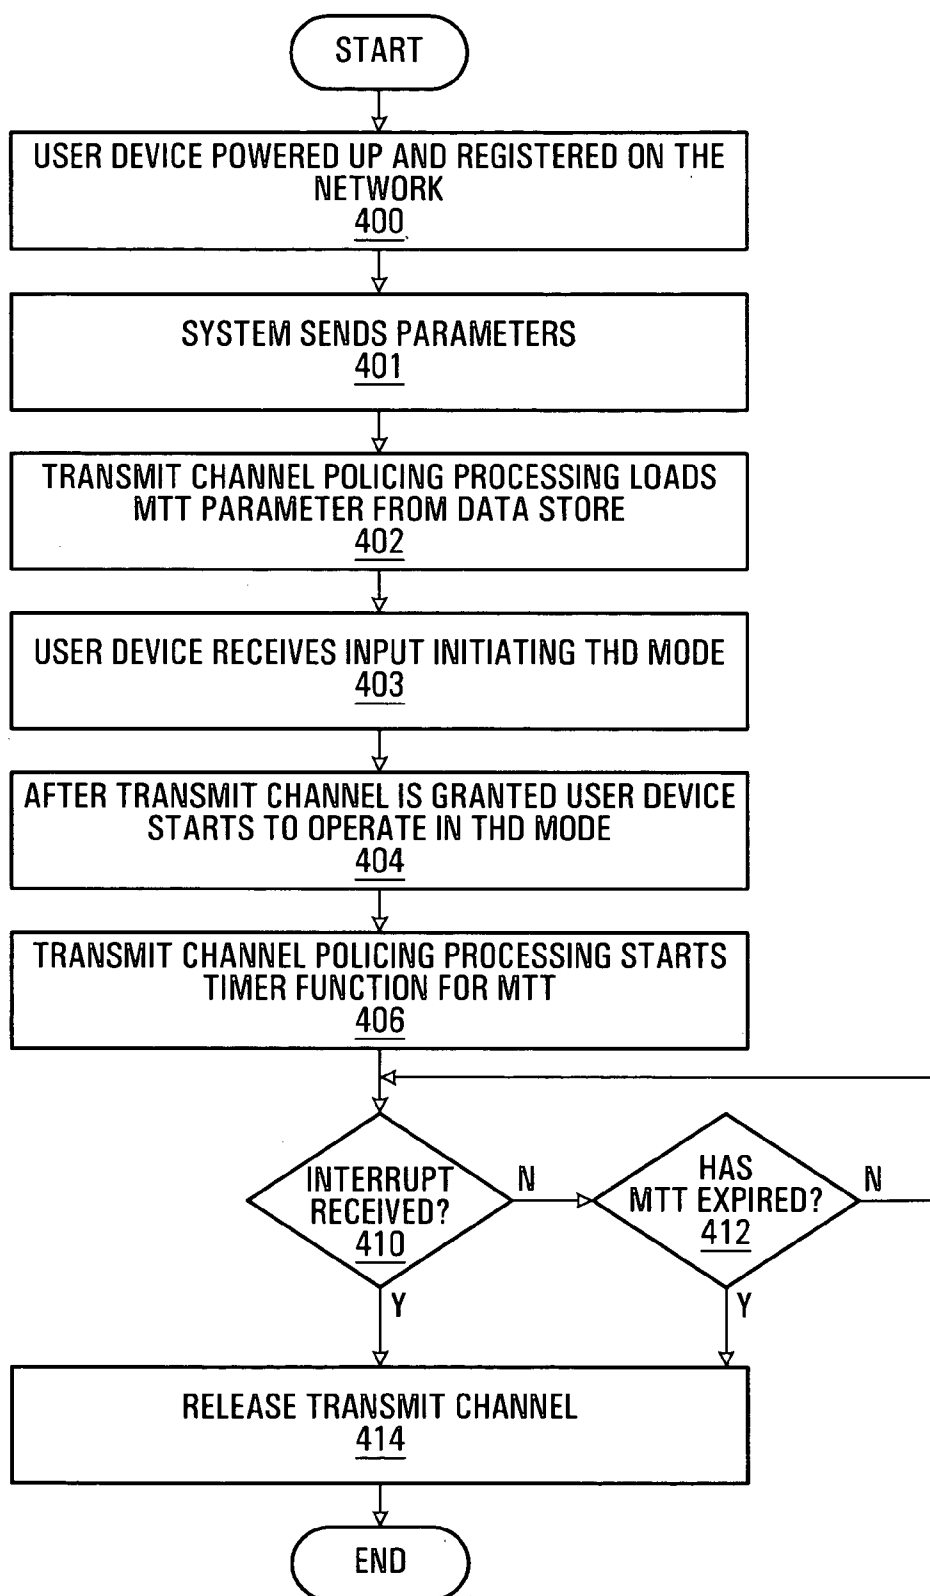 START
USER DEVICE POWERED UP AND REGISTERED ON THE
NETWORK
400
SYSTEM SENDS PARAMETERS
401
TRANSMIT CHANNEL POLICING PROCESSING LOADS
MTT PARAMETER FROM DATA STORE
402
USER DEVICE RECEIVES INPUT INITIATING THD MODE
403
AFTER TRANSMIT CHANNEL IS GRANTED USER DEVICE
STARTS TO OPERATE IN THD MODE
404
TRANSMIT CHANNEL POLICING PROCESSING STARTS
TIMER FUNCTION FOR MTT
406
INTERRUPT
RECEIVED?
410
N
HAS
MTT EXPIRED?
412
N
Y
Y
RELEASE TRANSMIT CHANNEL
414
END